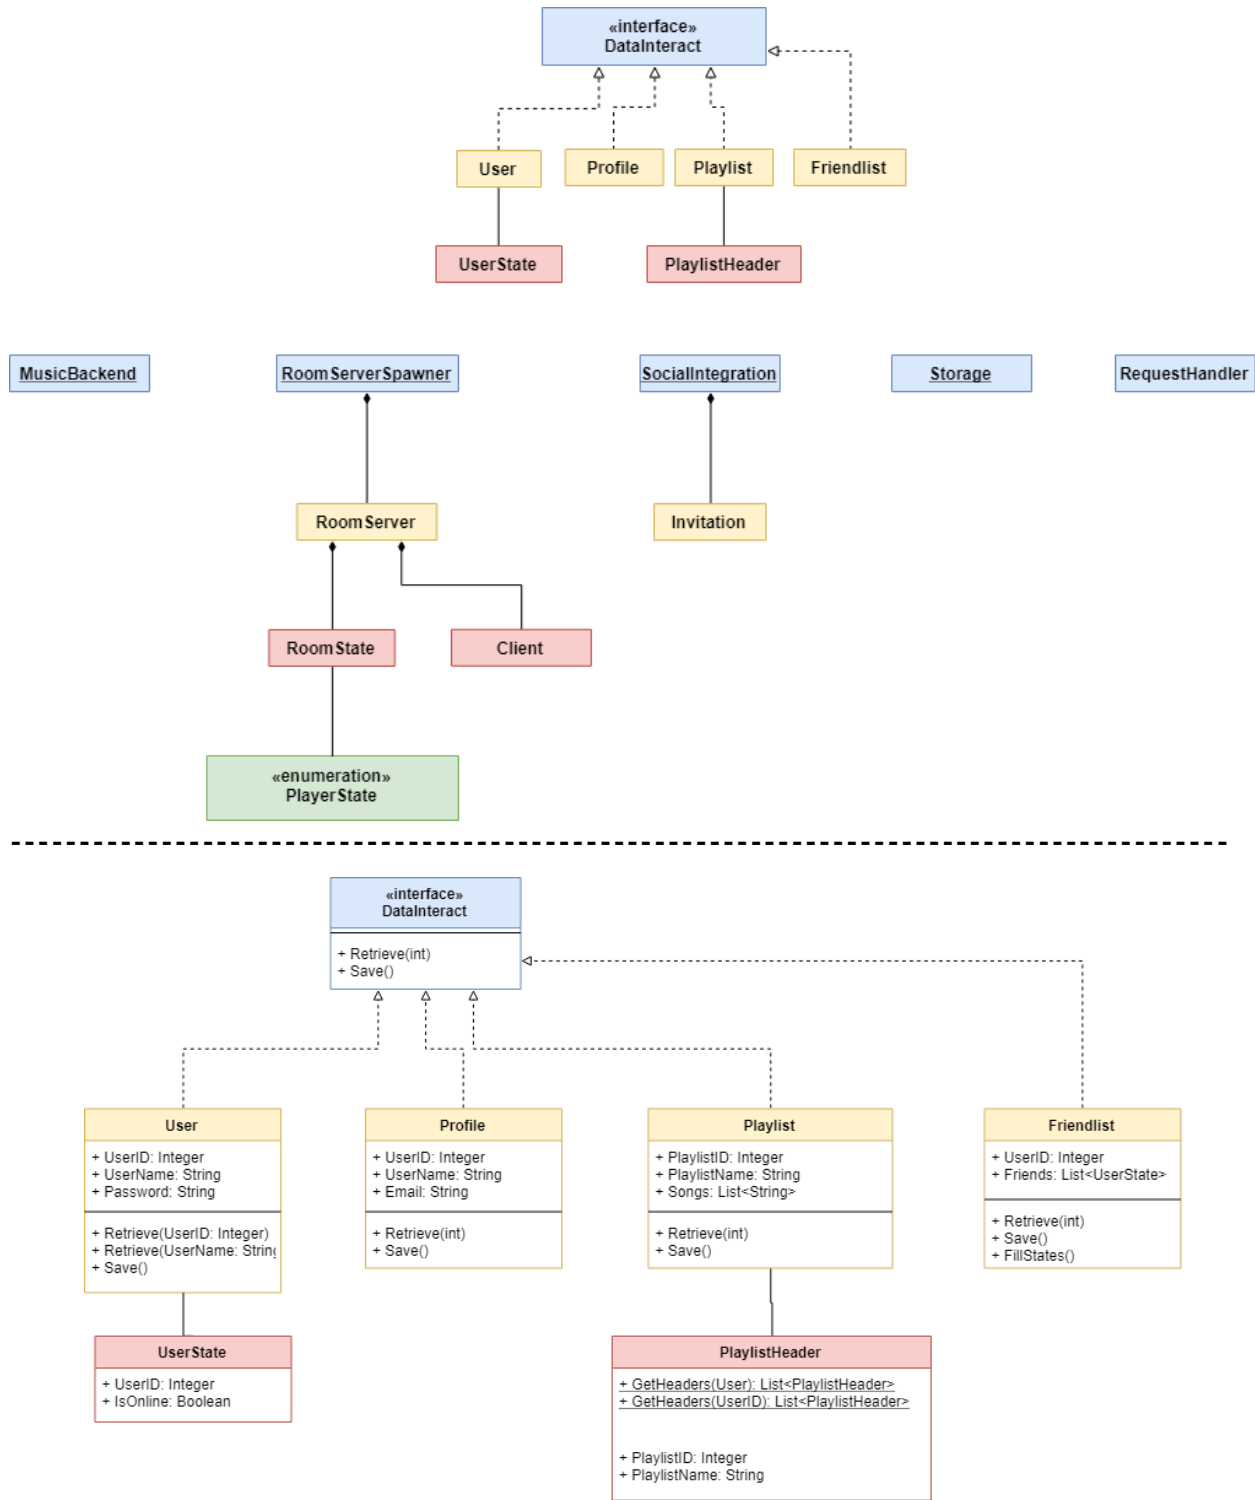 «interface»
DataInteract
User
Profile
Playlist
Friendlist
UserState
PlaylistHeader
MusicBackend
RoomServerSpawner
SocialIntegration
Storage
RequestHandler
RoomServer
Invitation
RoomState
Client
«enumeration»
PlayerState
«interface»
DataInteract
+ Retrieve(int)
+ Save()
User
+ UserID: Integer
+ UserName: String
+ Password: String
+ Retrieve(UserID: Integer)
+ Retrieve(UserName: String
+ Save()
Profile
+ UserID: Integer
+ UserName: String
+ Email: String
+ Retrieve(int)
+ Save()
Playlist
+ PlaylistID: Integer
+ PlaylistName: String
+ Songs: List<String>
+ Retrieve(int)
+ Save()
Friendlist
+ UserID: Integer
+ Friends: List<UserState>
+ Retrieve(int)
+ Save()
+ FillStates()
UserState
+ UserID: Integer
+ IsOnline: Boolean
PlaylistHeader
+ GetHeaders(User): List<PlaylistHeader>
+ GetHeaders(UserID): List<PlaylistHeader>
+ PlaylistID: Integer
+ PlaylistName: String